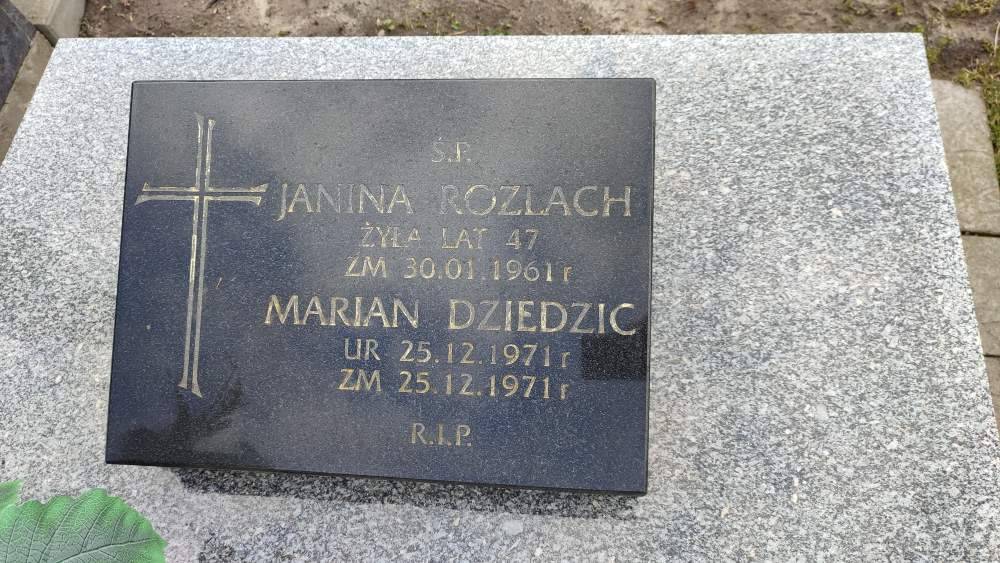 Ś.P.
JANINA ROZLACH
ŻYŁA LAT 47
ZM 30.01.1961 r
MARIAN DZIEDZIC
UR 25.12.1971 r
ZM 25.12.1971 r
R.I.P.